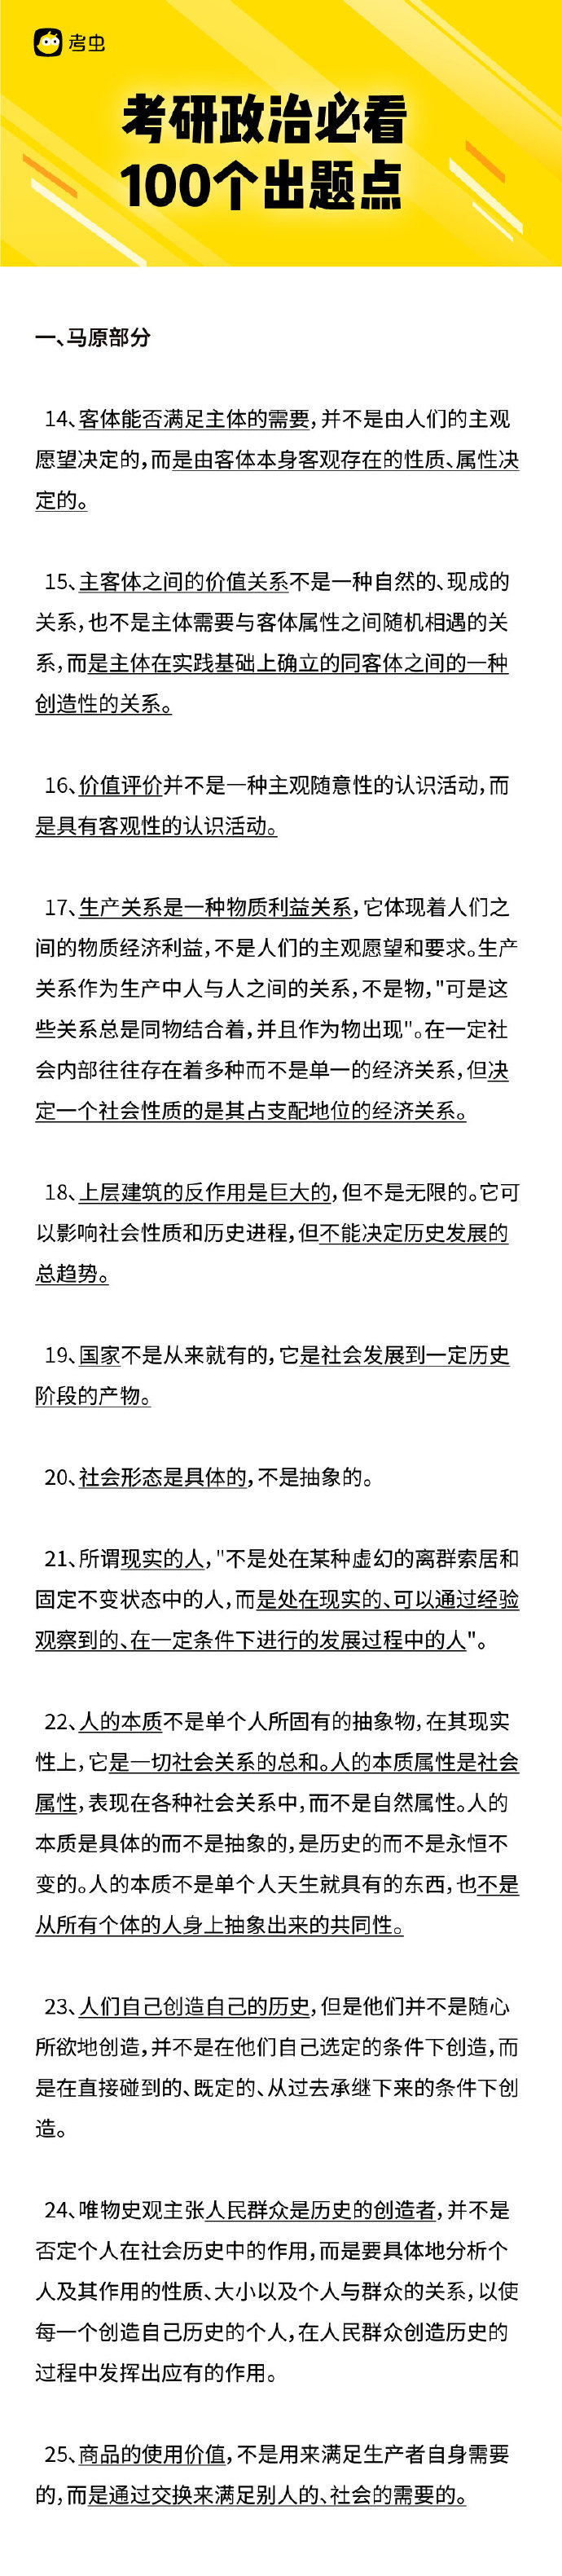 考虫
考研政治必看
100个出题点
一、马原部分
14、客体能否满足主体的需要，并不是由人们的主观
愿望决定的，而是由客体本身客观存在的性质、属性决
定的。
15、主客体之间的价值关系不是一种自然的、现成的
关系，也不是主体需要与客体属性之间随机相遇的关
系，而是主体在实践基础上确立的同客体之间的一种
创造性的关系。
16、价值评价并不是一种主观随意性的认识活动，而
是具有客观性的认识活动。
17、生产关系是一种物质利益关系，它体现着人们之
间的物质经济利益，不是人们的主观愿望和要求。生产
关系作为生产中人与人之间的关系，不是物，"可是这
些关系总是同物结合着，并且作为物出现"。在一定社
会内部往往存在着多种而不是单一的经济关系，但决
定一个社会性质的是其占支配地位的经济关系。
18、上层建筑的反作用是巨大的，但不是无限的。它可
以影响社会性质和历史进程，但不能决定历史发展的
总趋势。
19、国家不是从来就有的，它是社会发展到一定历史
阶段的产物。
20、社会形态是具体的，不是抽象的。
21、所谓现实的人，"不是处在某种虚幻的离群索居和
固定不变状态中的人，而是处在现实的、可以通过经验
观察到的、在一定条件下进行的发展过程中的人"。
22、人的本质不是单个人所固有的抽象物，在其现实
性上，它是一切社会关系的总和。人的本质属性是社会
属性，表现在各种社会关系中，而不是自然属性。人的
本质是具体的而不是抽象的，是历史的而不是永恒不
变的。人的本质不是单个人天生就具有的东西，也不是
从所有个体的人身上抽象出来的共同性。
23、人们自己创造自己的历史，但是他们并不是随心
所欲地创造，并不是在他们自己选定的条件下创造，而
是在直接碰到的、既定的、从过去承继下来的条件下创
造。
24、唯物史观主张人民群众是历史的创造者，并不是
否定个人在社会历史中的作用，而是要具体地分析个
人及其作用的性质、大小以及个人与群众的关系，以使
每一个创造自己历史的个人，在人民群众创造历史的
过程中发挥出应有的作用。
25、商品的使用价值，不是用来满足生产者自身需要
的，而是通过交换来满足别人的、社会的需要的。